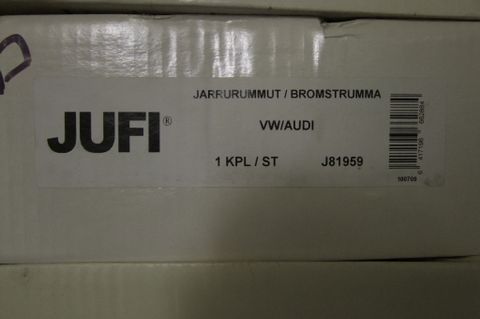 JARRURUMMUT / BROMSTRUMMA
JUFI®
VW/AUDI
1 KPL / ST J81959